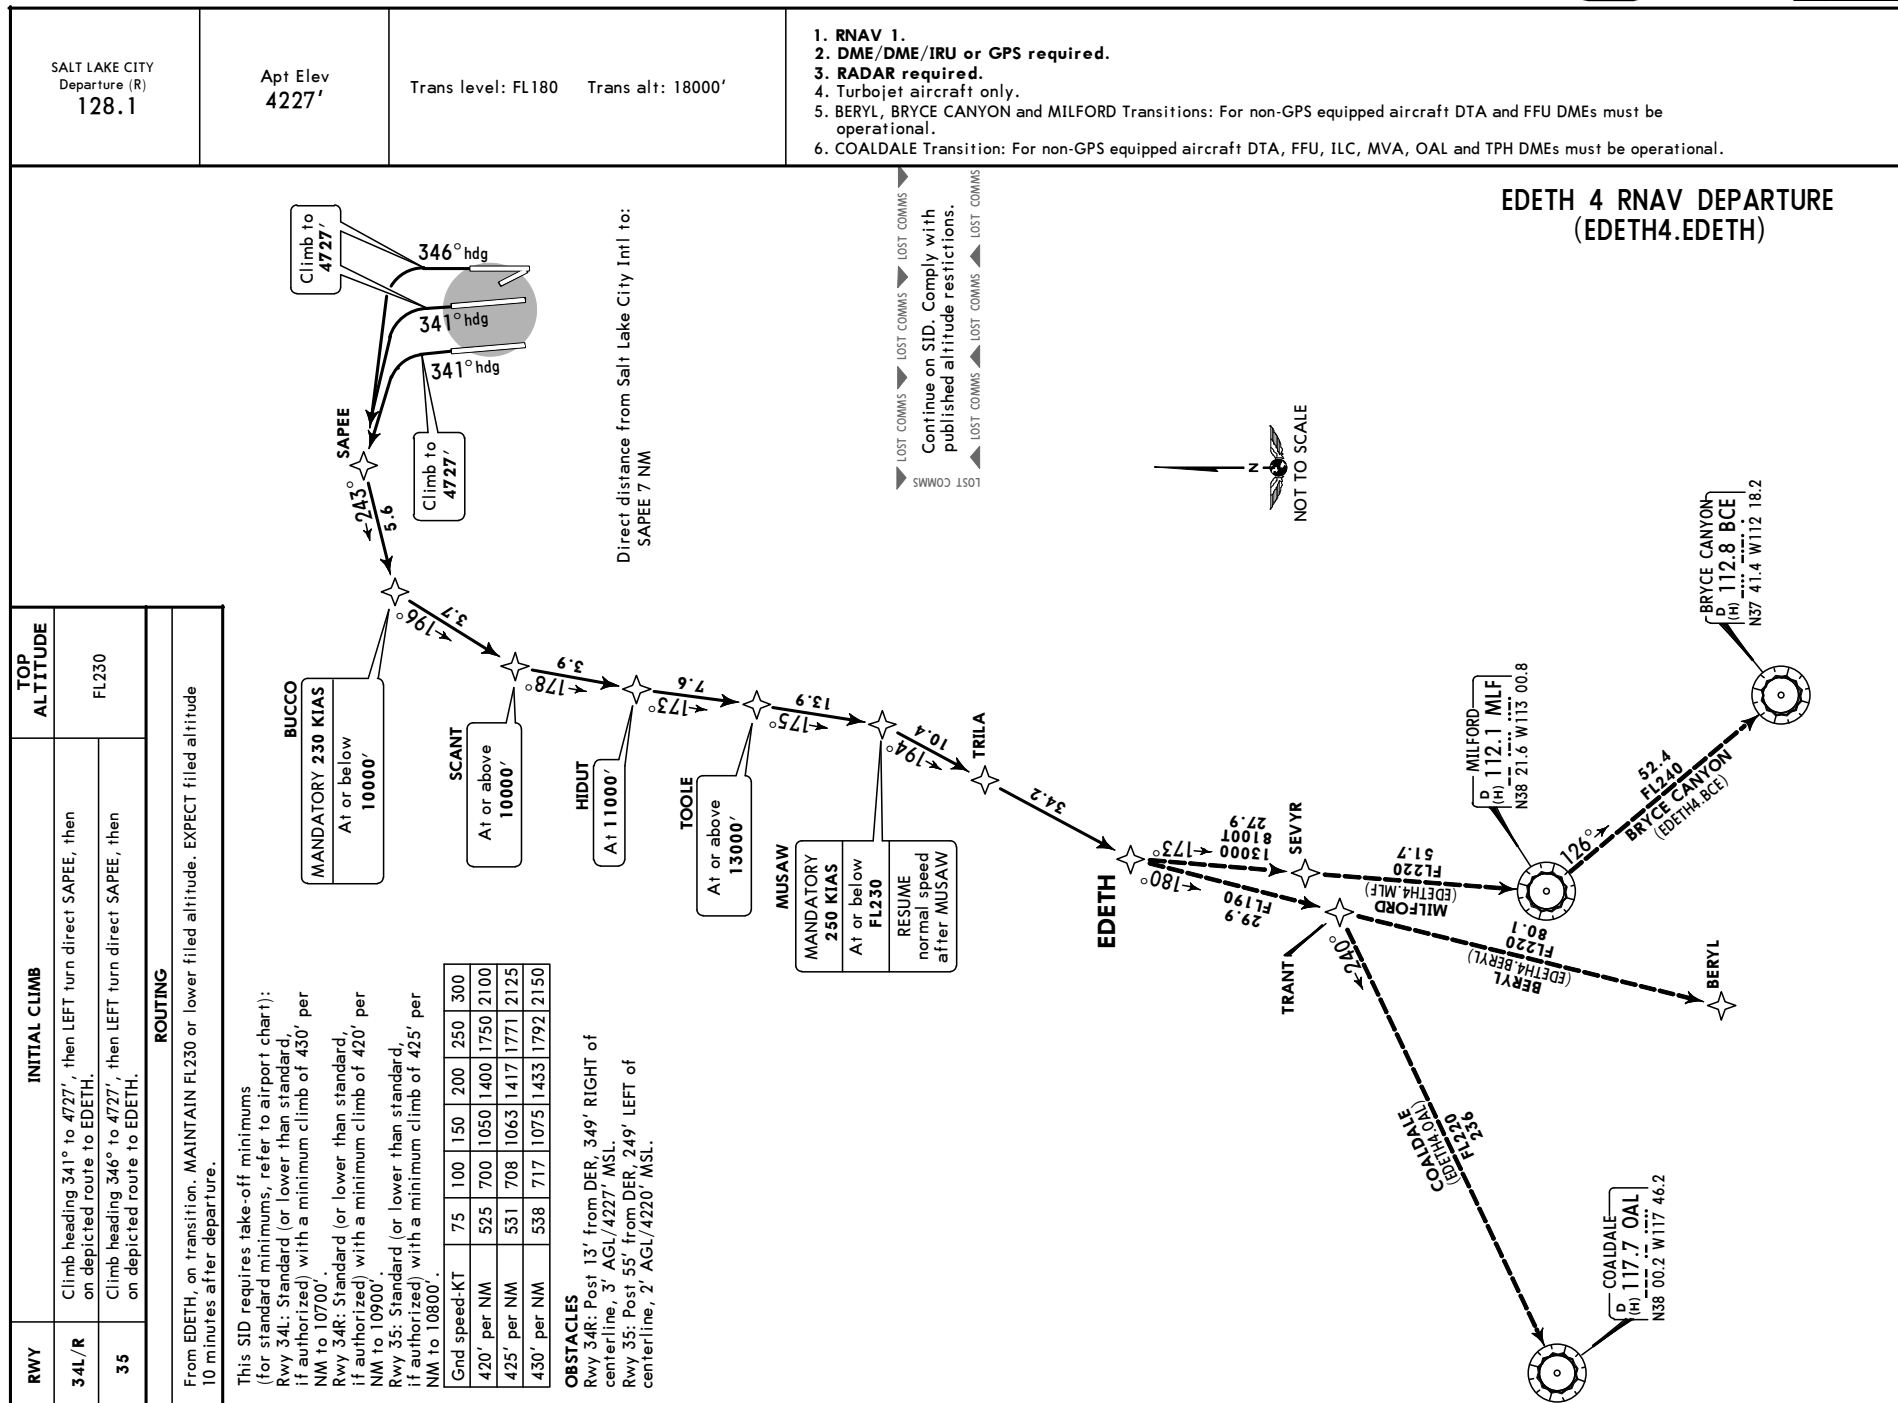 SALT LAKE CITY
Departure (R)
128.1
Apt Elev
4227'
Trans level: FL180 Trans alt: 18000'
1. RNAV 1.
2. DME/DME/IRU or GPS required.
3. RADAR required.
4. Turbojet aircraft only.
5. BERYL, BRYCE CANYON and MILFORD Transitions: For non-GPS equipped aircraft DTA and FFU DMEs must be
operational.
6. COALDALE Transition: For non-GPS equipped aircraft DTA, FFU, ILC, MVA, OAL and TPH DMEs must be operational.
EDETH 4 RNAV DEPARTURE
(EDETH4.EDETH)
Climb to
4727'
346° hdg
341° hdg
341° hdg
Climb to
4727'
Direct distance from Salt Lake City Intl to:
SAPEE 7 NM
LOST COMMS LOST COMMS LOST COMMS
Continue on SID. Comply with
published altitude restictions.
LOST COMMS LOST COMMS LOST COMMS
LOST COMMS
N
NOT TO SCALE
SAPEE
243°
5.6
BUCCO
MANDATORY 230 KIAS
At or below
10000'
196°
3.7
SCANT
At or above
10000'
178°
3.9
HIDUT
At 11000'
173°
7.6
TOOLE
At or above
13000'
175°
13.9
MUSAW
MANDATORY
250 KIAS
At or below
FL230
RESUME
normal speed
after MUSAW
194°
10.4
TRILA
34.2
EDETH
173°
13000
8100T
27.9
SEVYR
FL220
51.7
MILFORD
(EDETH4.MLF)
MILFORD
D
(H) 112.1 MLF
N38 21.6 W113 00.8
126°
52.4
FL240
BRYCE CANYON
(EDETH4.BCE)
BRYCE CANYON
D
(H) 112.8 BCE
N37 41.4 W112 18.2
180°
FL190
29.9
TRANT
80.1
FL220
(EDETH4.BERYL)
BERYL
BERYL
240°
COALDALE
(EDETH4.OAL)
FL220
236
COALDALE
D
(H) 117.7 OAL
N38 00.2 W117 46.2
RWY INITIAL CLIMB TOP ALTITUDE
34L/R Climb heading 341° to 4727', then LEFT turn direct SAPEE, then
on depicted route to EDETH.
FL230
35 Climb heading 346° to 4727', then LEFT turn direct SAPEE, then
on depicted route to EDETH.
ROUTING
From EDETH, on transition. MAINTAIN FL230 or lower filed altitude. EXPECT filed altitude
10 minutes after departure.
This SID requires take-off minimums
(for standard minimums, refer to airport chart):
Rwy 34L: Standard (or lower than standard,
if authorized) with a minimum climb of 430' per
NM to 10700'.
Rwy 34R: Standard (or lower than standard,
if authorized) with a minimum climb of 420' per
NM to 10900'.
Rwy 35: Standard (or lower than standard,
if authorized) with a minimum climb of 425' per
NM to 10800'.
Gnd speed-KT 75 100 150 200 250 300
420' per NM 525 700 1050 1400 1750 2100
425' per NM 531 708 1063 1417 1771 2125
430' per NM 538 717 1075 1433 1792 2150
OBSTACLES
Rwy 34R: Post 13' from DER, 349' RIGHT of
centerline, 3' AGL/4227' MSL.
Rwy 35: Post 55' from DER, 249' LEFT of
centerline, 2' AGL/4220' MSL.